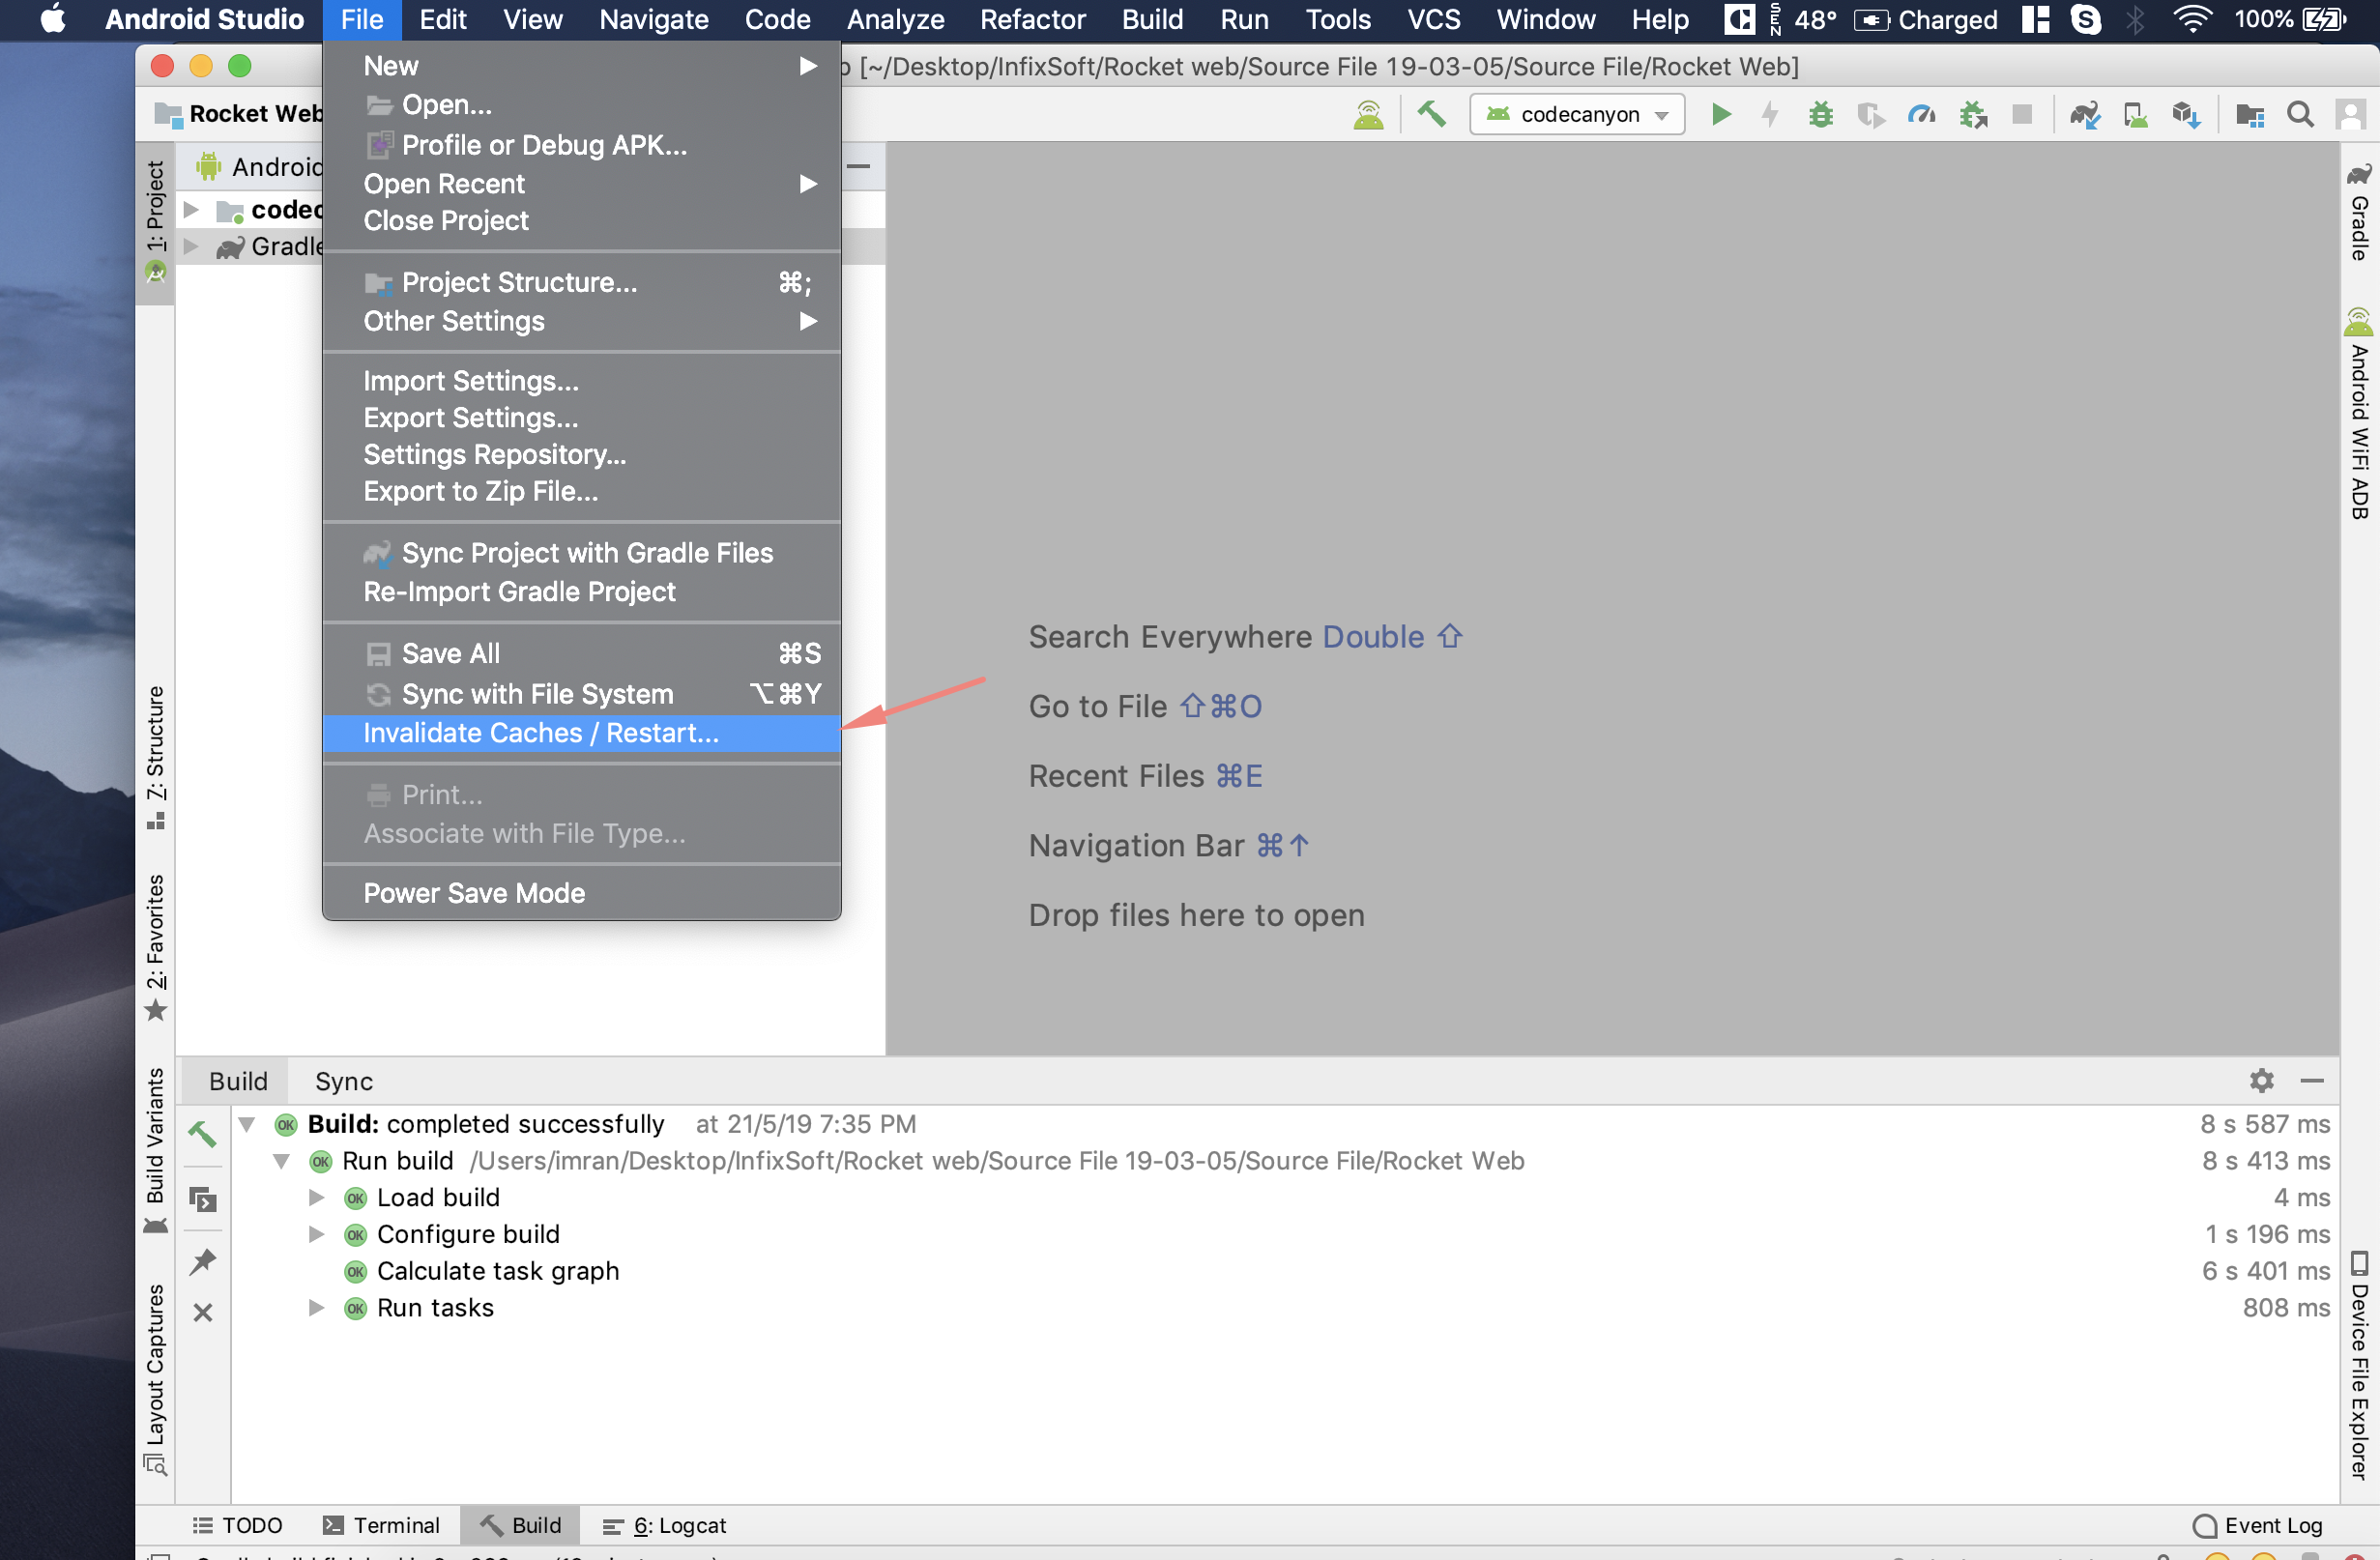 Android Studio File Edit View Navigate Code Analyze Refactor Build Run Tools VCS Window Help SEN 48° Charged 100%
[~/Desktop/InfixSoft/Rocket web/Source File 19-03-05/Source File/Rocket Web]
Rocket Web
codecanyon
Android
codec
Gradle
New
Open...
Profile or Debug APK...
Open Recent
Close Project
Project Structure... ⌘;
Other Settings
Import Settings...
Export Settings...
Settings Repository...
Export to Zip File...
Sync Project with Gradle Files
Re-Import Gradle Project
Save All ⌘S
Sync with File System ⌥⌘Y
Invalidate Caches / Restart...
Print...
Associate with File Type...
Power Save Mode
1: Project
7: Structure
2: Favorites
Build Variants
Layout Captures
Search Everywhere Double ⇧
Go to File ⇧⌘O
Recent Files ⌘E
Navigation Bar ⌘↑
Drop files here to open
Gradle
Android WiFi ADB
Device File Explorer
Build Sync
OK Build: completed successfully at 21/5/19 7:35 PM 8 s 587 ms
OK Run build /Users/imran/Desktop/InfixSoft/Rocket web/Source File 19-03-05/Source File/Rocket Web 8 s 413 ms
OK Load build 4 ms
OK Configure build 1 s 196 ms
OK Calculate task graph 6 s 401 ms
OK Run tasks 808 ms
TODO Terminal Build 6: Logcat Event Log